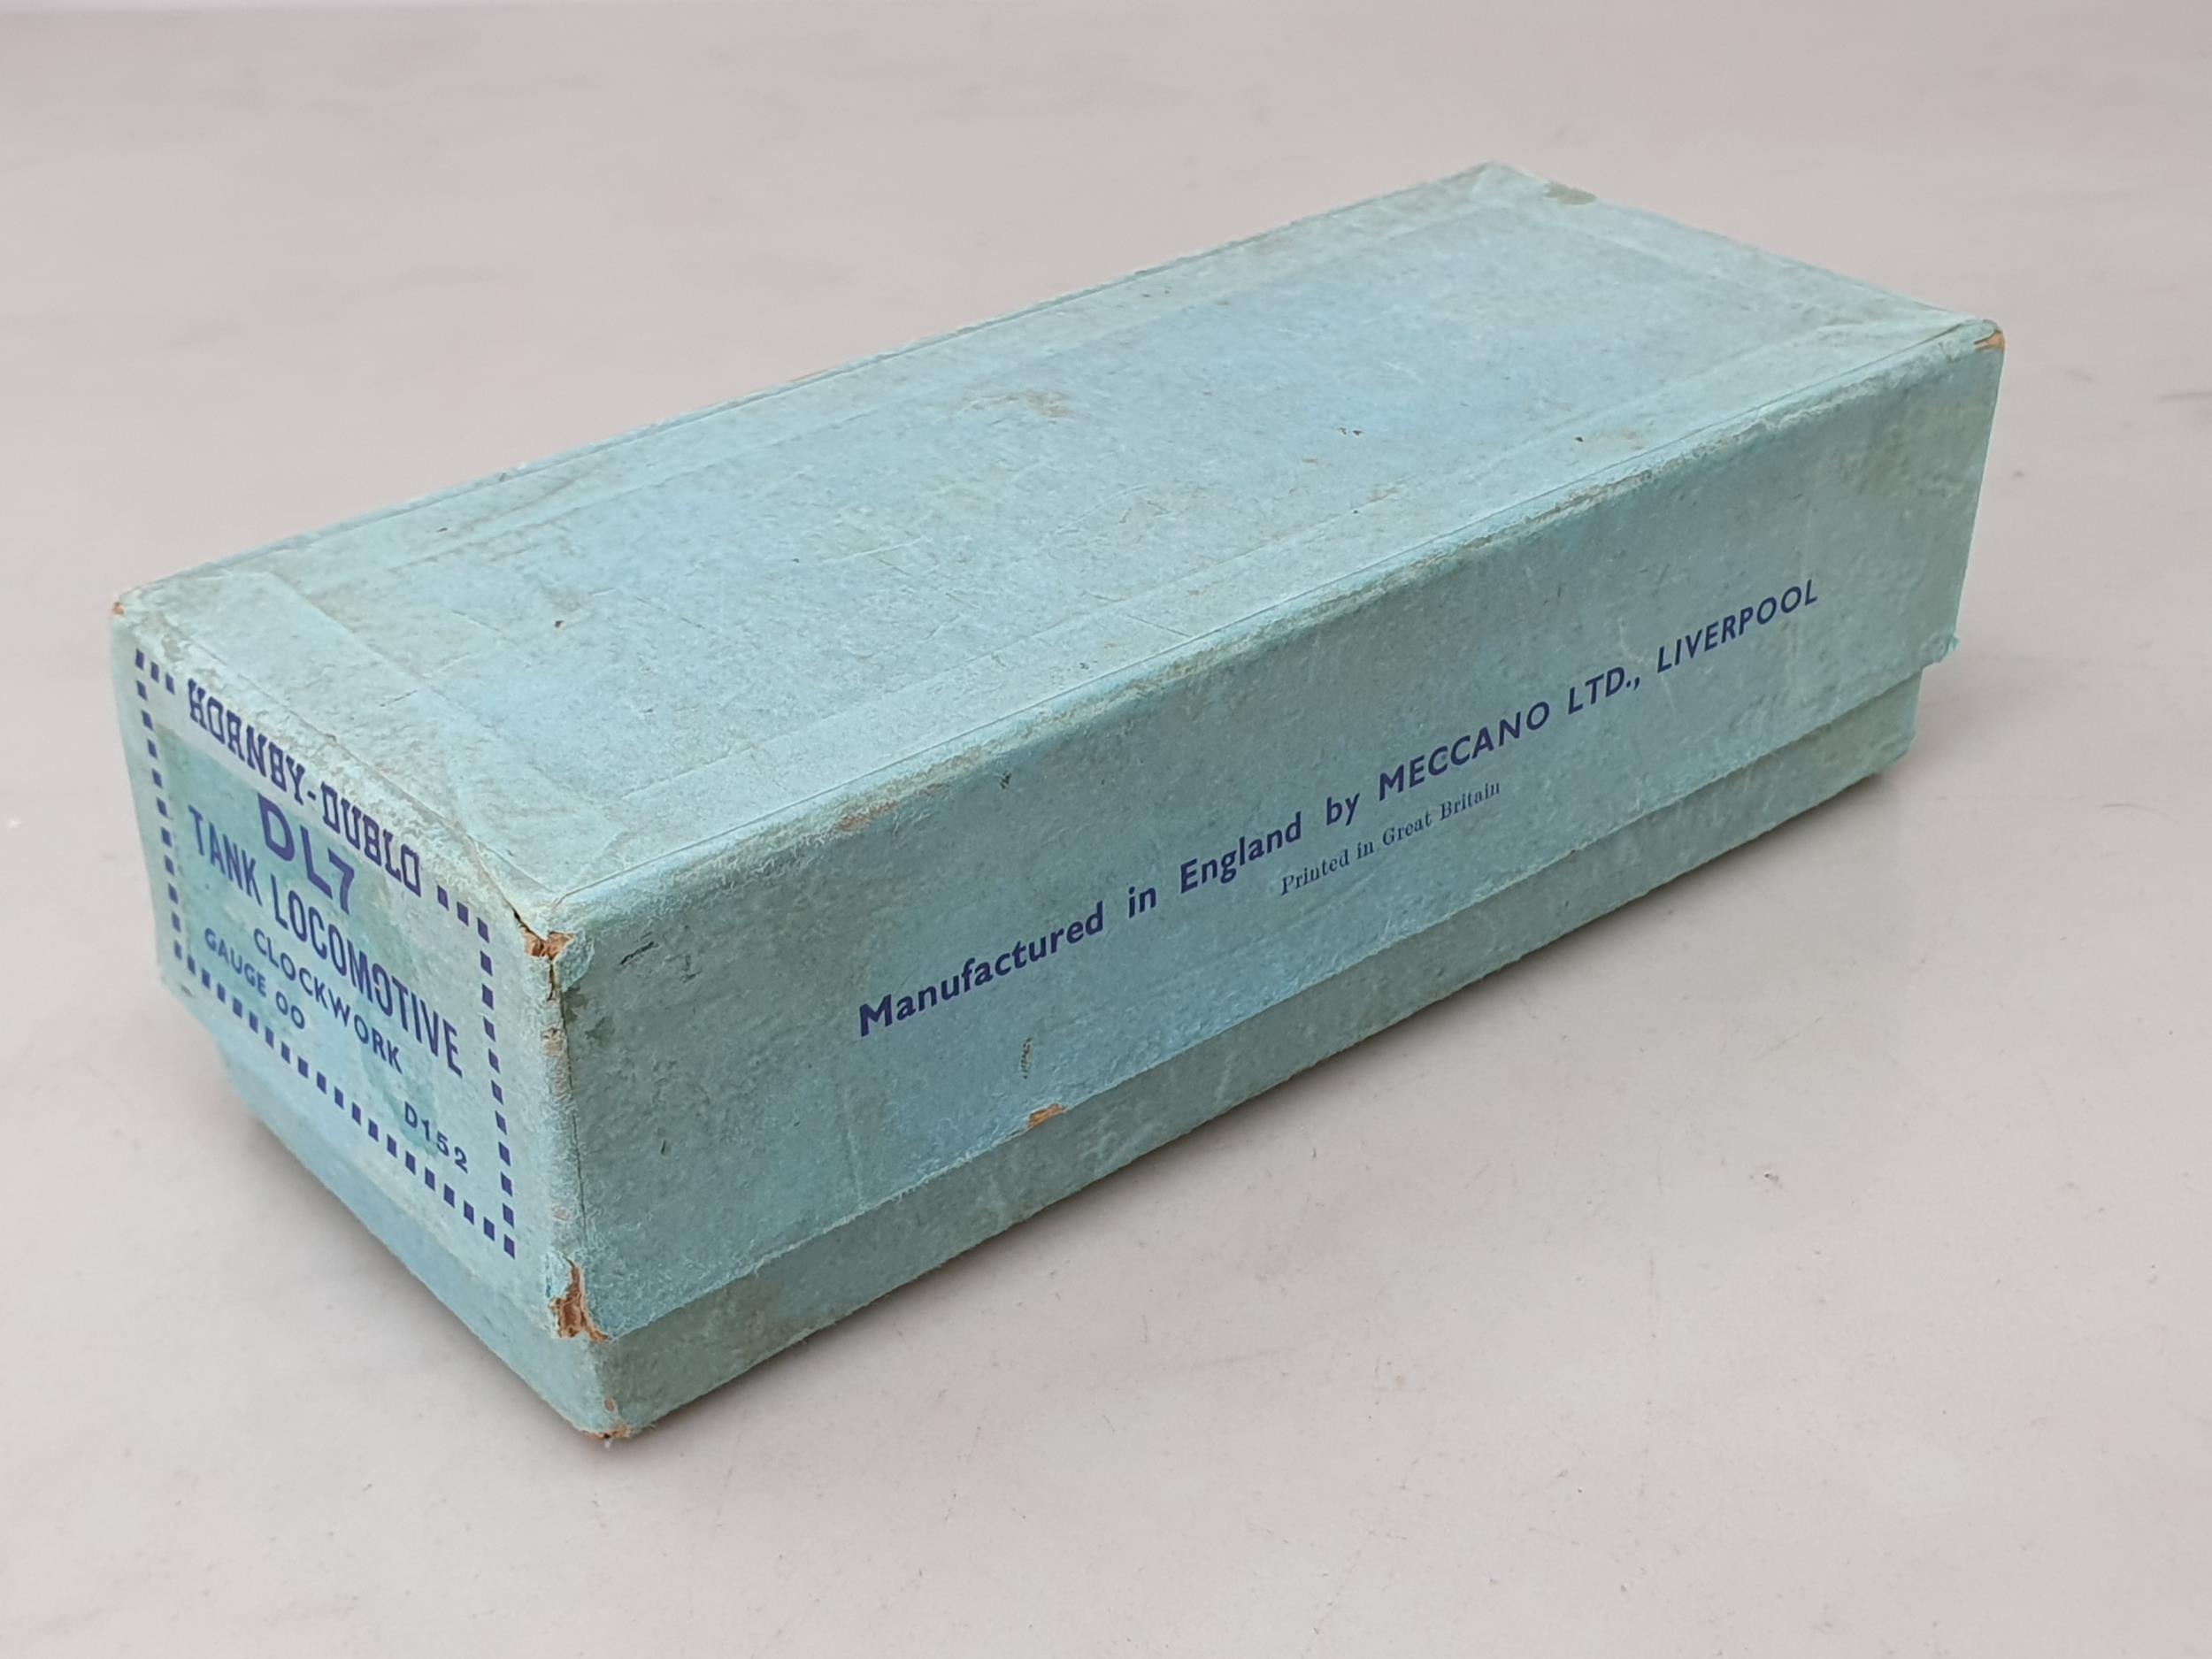 HORNBY-DUBLO
DL7
TANK LOCOMOTIVE
CLOCKWORK
GAUGE OO
D152
Manufactured in England by MECCANO LTD., LIVERPOOL
Printed in Great Britain